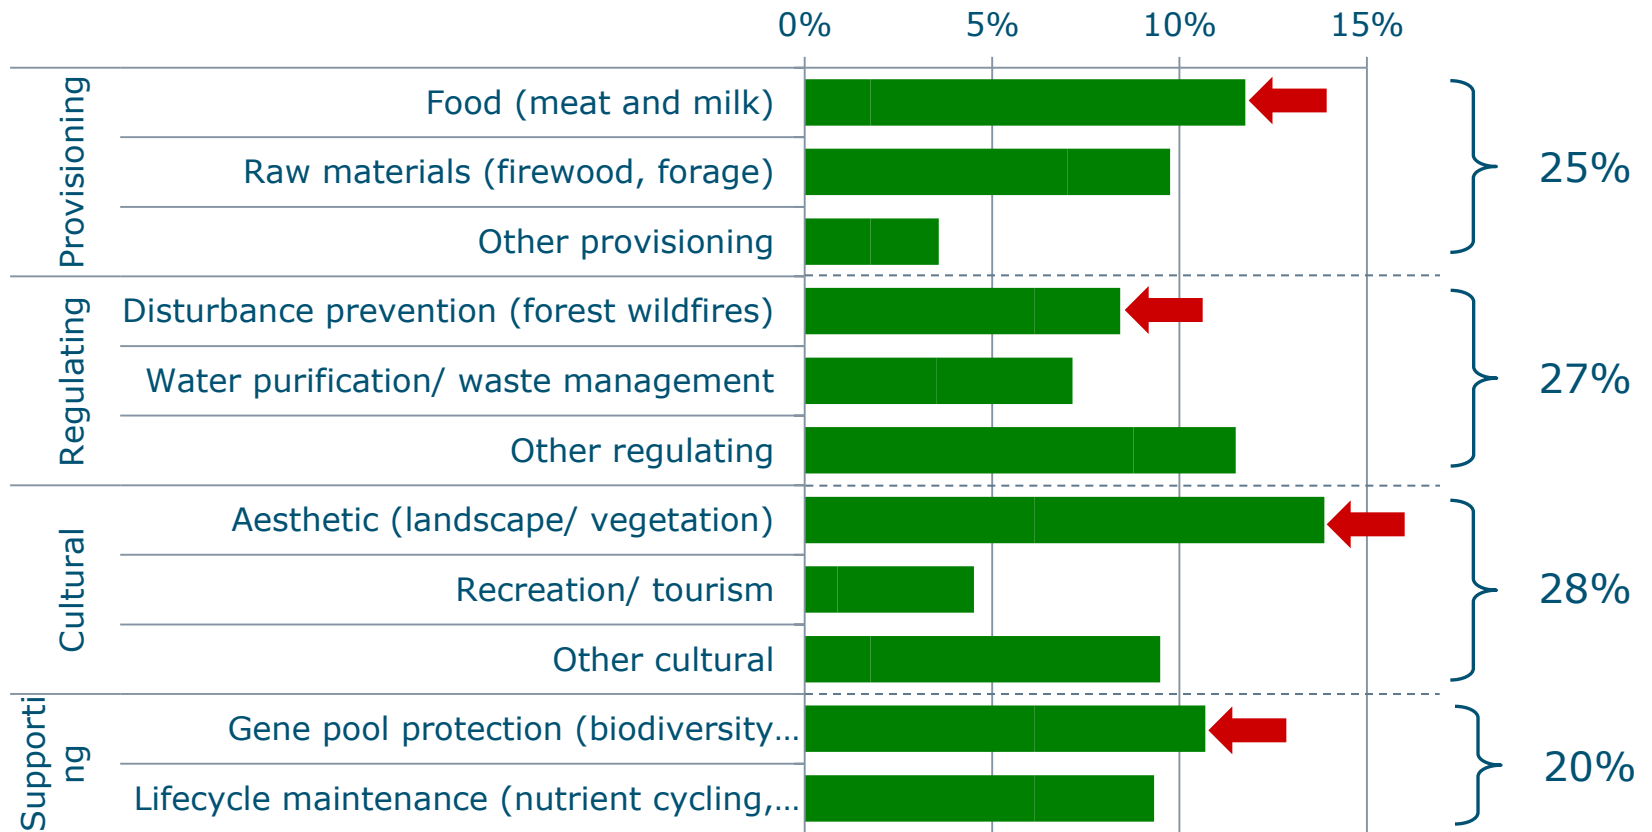 0% 5% 10% 15%
Provisioning
Food (meat and milk)
Raw materials (firewood, forage)
Other provisioning
25%
Regulating
Disturbance prevention (forest wildfires)
Water purification/ waste management
Other regulating
27%
Cultural
Aesthetic (landscape/ vegetation)
Recreation/ tourism
Other cultural
28%
Supporti
ng
Gene pool protection (biodiversity...
Lifecycle maintenance (nutrient cycling,...
20%